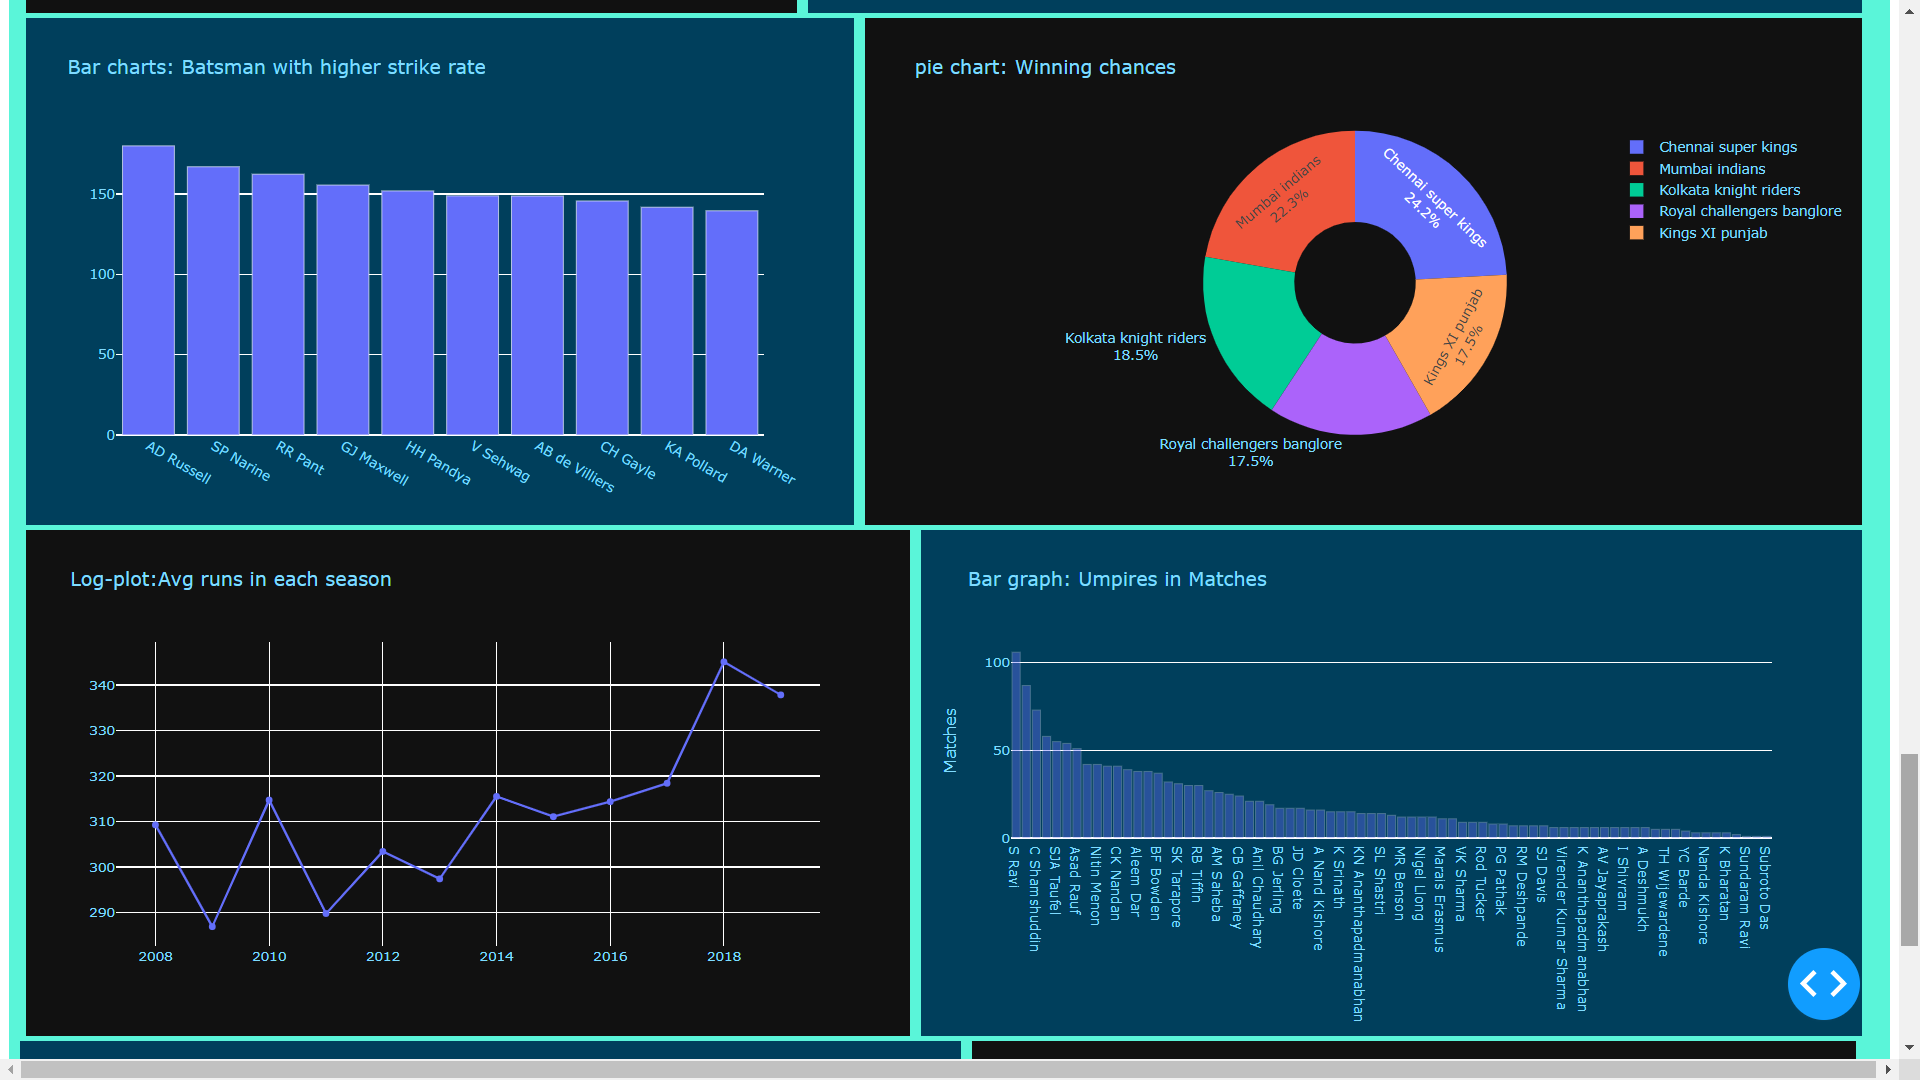 Bar charts: Batsman with higher strike rate
150
100
50
0
AD Russell
SP Narine
RR Pant
GJ Maxwell
HH Pandya
V Sehwag
AB de Villiers
CH Gayle
KA Pollard
DA Warner
pie chart: Winning chances
Chennai super kings
24.2%
Mumbai indians
22.3%
Kings XI punjab
17.5%
Kolkata knight riders
18.5%
Royal challengers banglore
17.5%
Chennai super kings
Mumbai indians
Kolkata knight riders
Royal challengers banglore
Kings XI punjab
Log-plot:Avg runs in each season
340
330
320
310
300
290
2008
2010
2012
2014
2016
2018
Bar graph: Umpires in Matches
Matches
100
50
0
S Ravi
C Shamshuddin
SJA Taufel
Asad Rauf
Nitin Menon
CK Nandan
Aleem Dar
BF Bowden
SK Tarapore
RB Tiffin
AM Saheba
CB Gaffaney
Anil Chaudhary
BG Jerling
JD Cloete
A Nand Kishore
K Srinath
KN Ananthapadmanabhan
SL Shastri
MR Benson
Nigel Llong
Marais Erasmus
VK Sharma
Rod Tucker
PG Pathak
RM Deshpande
SJ Davis
Virender Kumar Sharma
K Ananthapadmanabhan
AV Jayaprakash
I Shivram
A Deshmukh
TH Wijewardene
YC Barde
Nanda Kishore
K Bharatan
Sundaram Ravi
Subroto Das